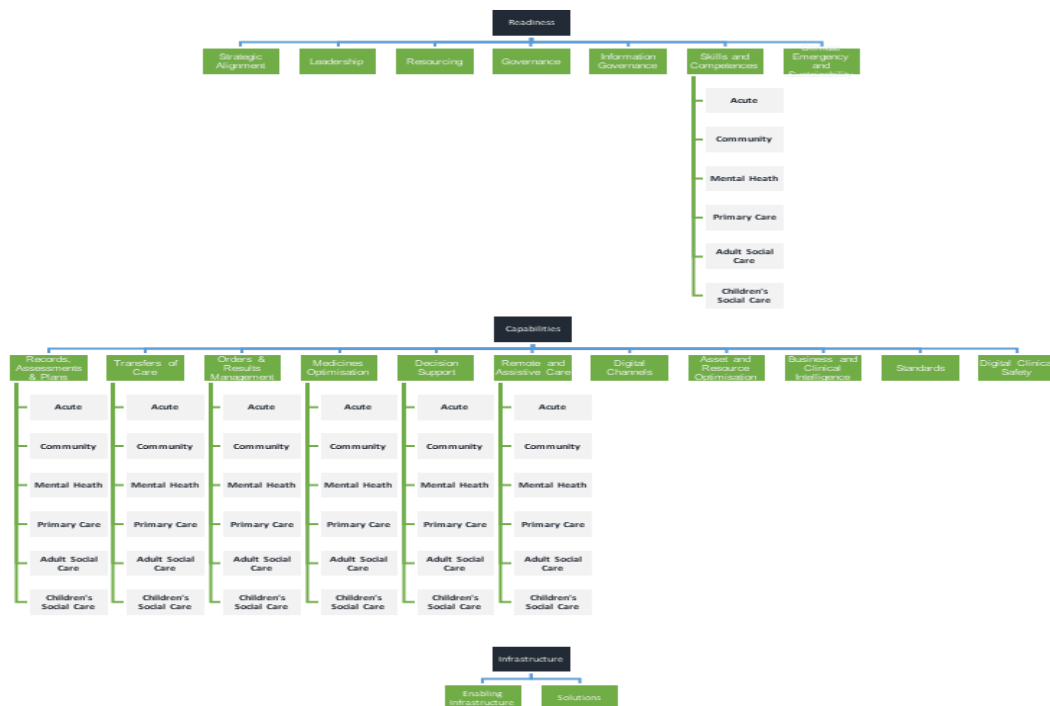 Readiness
Strategic
Alignment
Leadership
Resourcing
Governance
Information
Governance
Skills and
Competences
Emergency
and
Sustainability
Acute
Community
Mental Heath
Primary Care
Adult Social
Care
Children's
Social Care
Capabilities
Records,
Assessments
& Plans
Transfers of
Care
Orders &
Results
Management
Medicines
Optimisation
Decision
Support
Remote and
Assistive Care
Digital
Channels
Asset and
Resource
Optimisation
Business and
Clinical
Intelligence
Standards
Digital Clinical
Safety
Acute
Acute
Acute
Acute
Acute
Acute
Community
Community
Community
Community
Community
Community
Mental Heath
Mental Heath
Mental Heath
Mental Heath
Mental Heath
Mental Heath
Primary Care
Primary Care
Primary Care
Primary Care
Primary Care
Primary Care
Adult Social
Care
Adult Social
Care
Adult Social
Care
Adult Social
Care
Adult Social
Care
Adult Social
Care
Children's
Social Care
Children's
Social Care
Children's
Social Care
Children's
Social Care
Children's
Social Care
Children's
Social Care
Infrastructure
Enabling
Infrastructure
Solutions